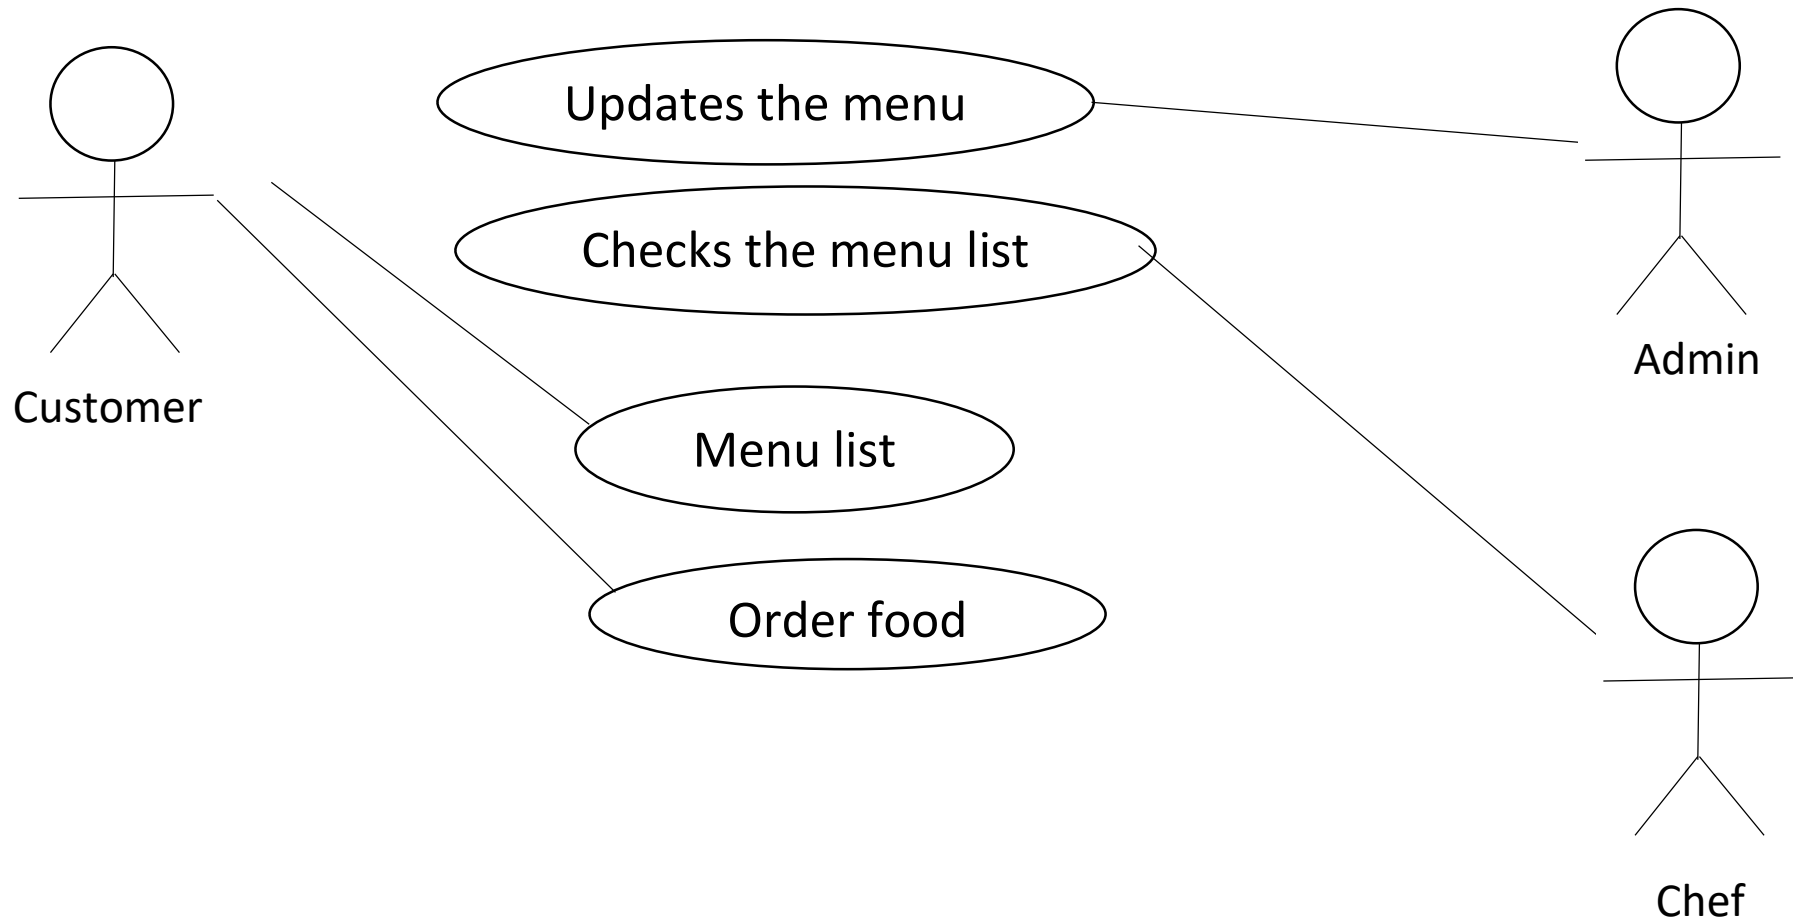 Updates the menu
Checks the menu list
Admin
Customer
Menu list
Order food
Chef